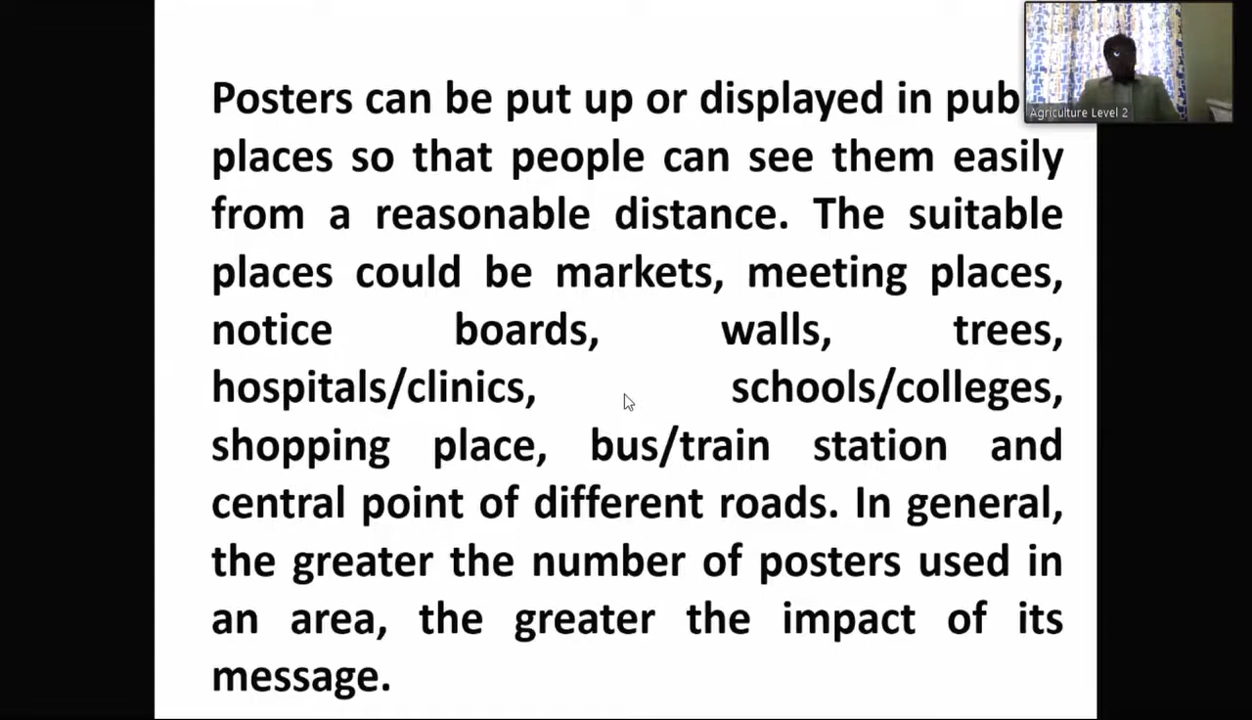 Posters can be put up or displayed in pub
places so that people can see them easily
from a reasonable distance. The suitable
places could be markets, meeting places,
notice boards, walls, trees,
hospitals/clinics, schools/colleges,
shopping place, bus/train station and
central point of different roads. In general,
the greater the number of posters used in
an area, the greater the impact of its
message.
Agriculture Level 2